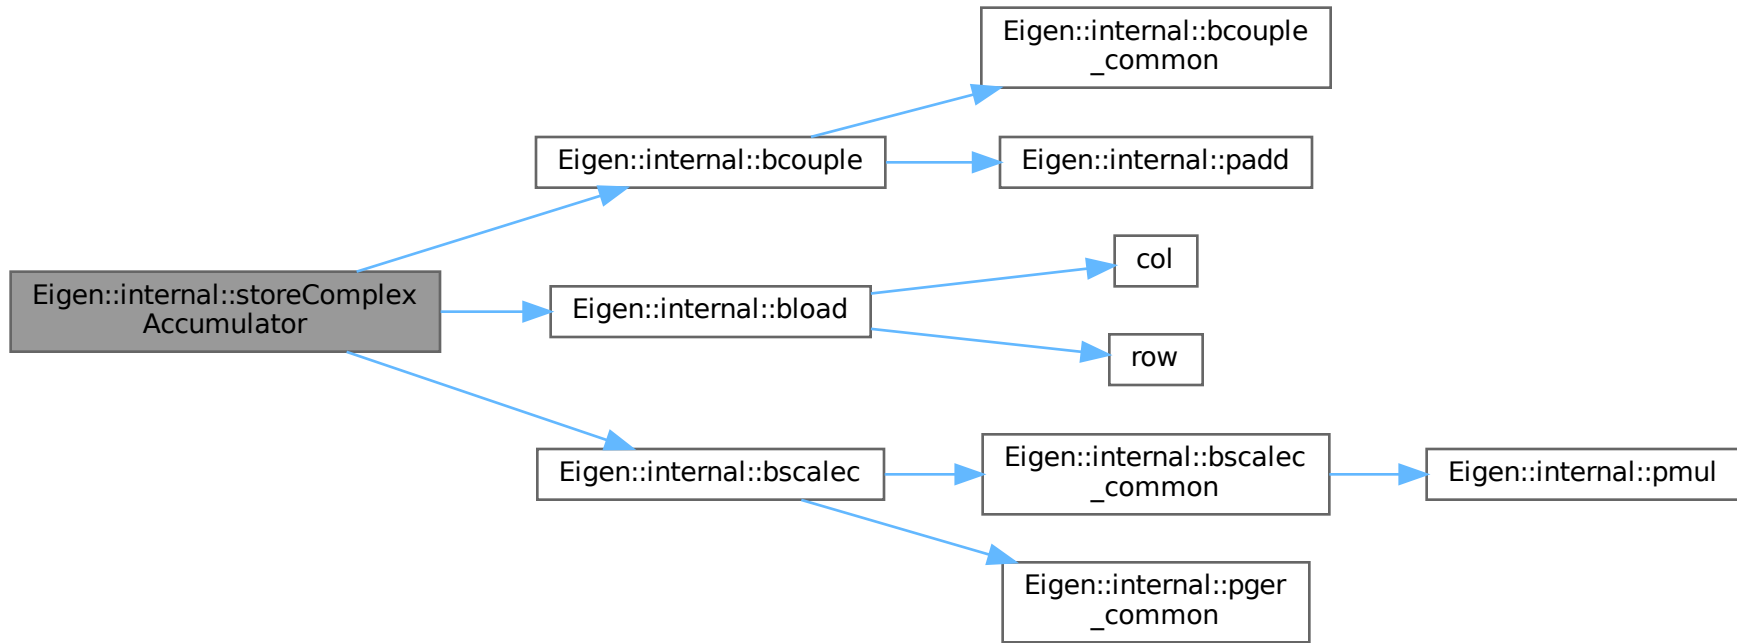 Eigen::internal::storeComplex
Accumulator
Eigen::internal::bcouple
Eigen::internal::bcouple
_common
Eigen::internal::padd
Eigen::internal::bload
col
row
Eigen::internal::bscalec
Eigen::internal::bscalec
_common
Eigen::internal::pmul
Eigen::internal::pger
_common